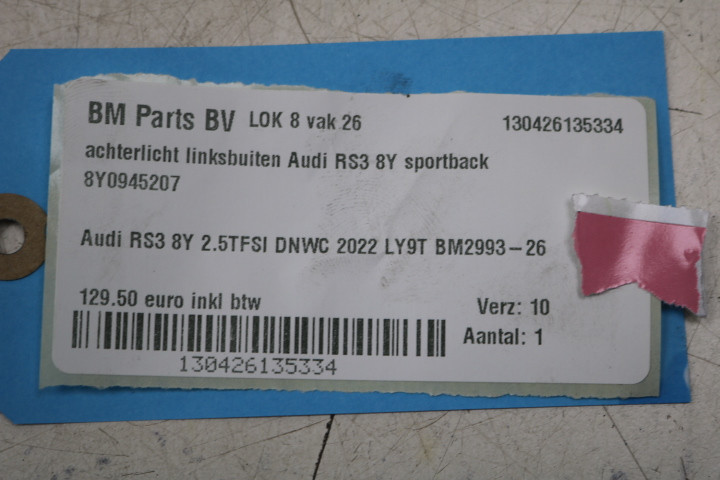 BM Parts BV LOK 8 vak 26 130426135334
achterlicht linksbuiten Audi RS3 8Y sportback
8Y0945207
Audi RS3 8Y 2.5TFSI DNWC 2022 LY9T BM2993-26
129.50 euro inkl btw Verz: 10
Aantal: 1
130426135334